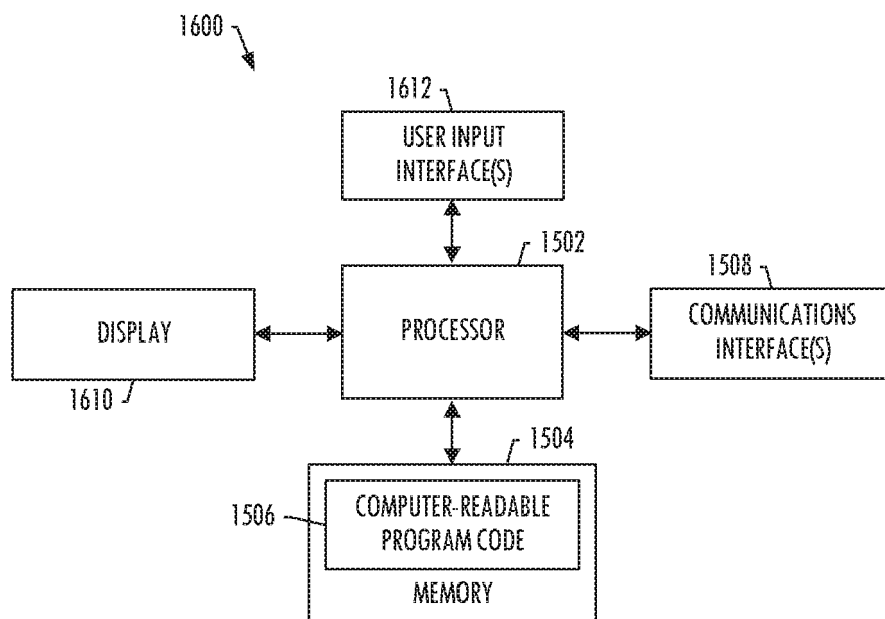 1600
1612
USER INPUT
INTERFACE(S)
1502
1508
DISPLAY
PROCESSOR
COMMUNICATIONS
INTERFACE(S)
1610
1504
1506
COMPUTER-READABLE
PROGRAM CODE
MEMORY